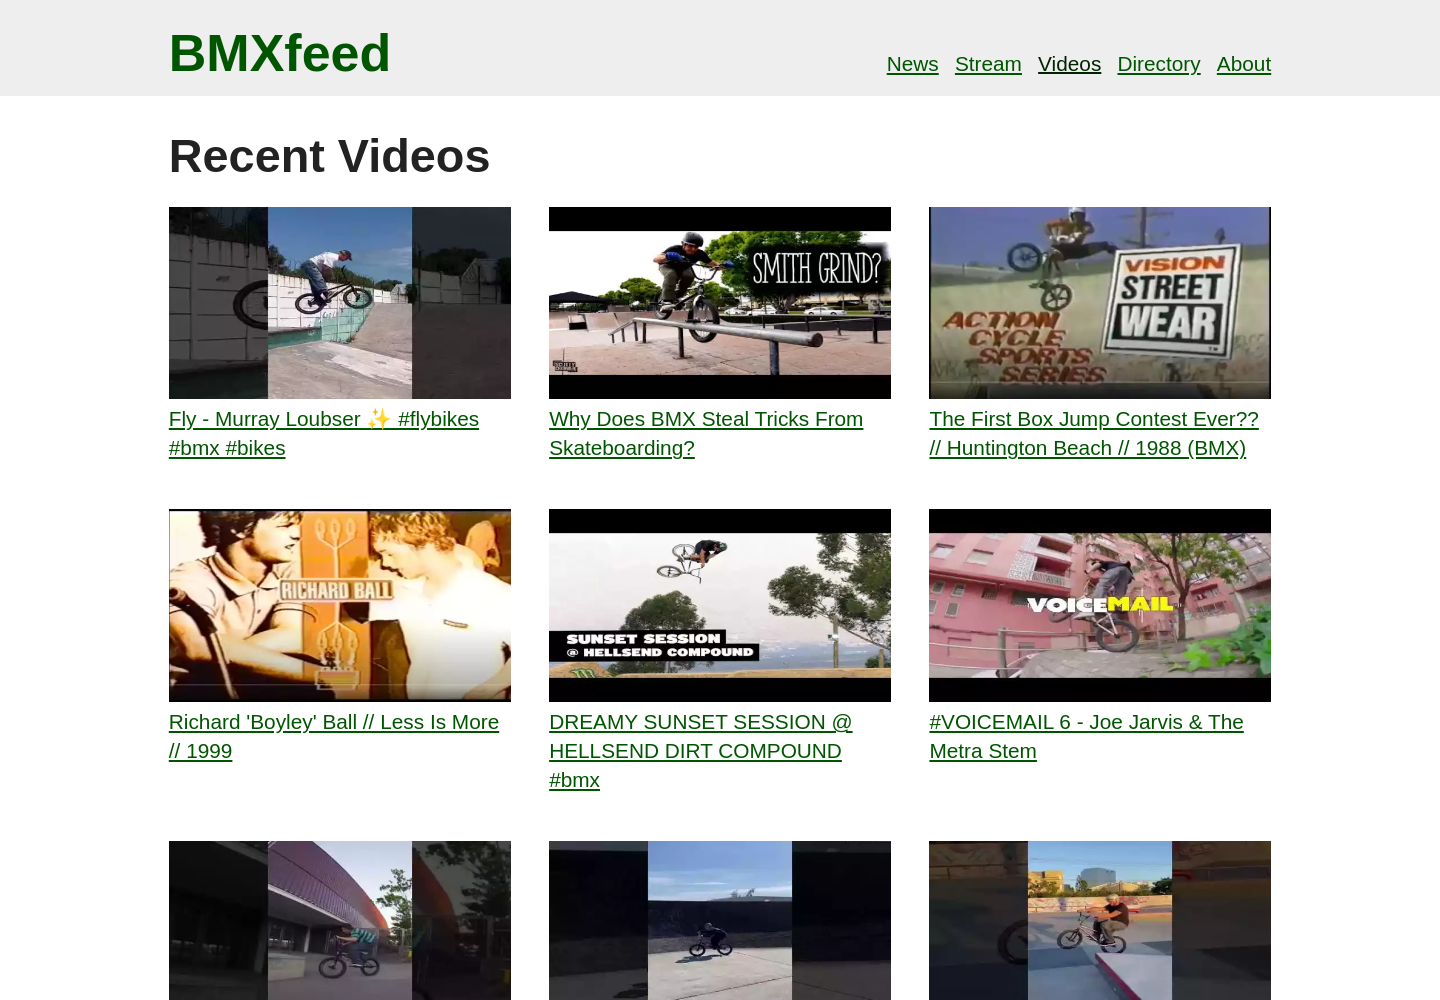 BMXfeed
News Stream Videos Directory About
Recent Videos
SMITH GRIND?
VISION
STREET
WEAR
ACTION
CYCLE
SPORTS
SERIES
Fly - Murray Loubser ✨ #flybikes
#bmx #bikes
Why Does BMX Steal Tricks From
Skateboarding?
The First Box Jump Contest Ever??
// Huntington Beach // 1988 (BMX)
RICHARD BALL
SUNSET SESSION
@ HELLSEND COMPOUND
VOICEMAIL
Richard 'Boyley' Ball // Less Is More
// 1999
DREAMY SUNSET SESSION @
HELLSEND DIRT COMPOUND
#bmx
#VOICEMAIL 6 - Joe Jarvis & The
Metra Stem